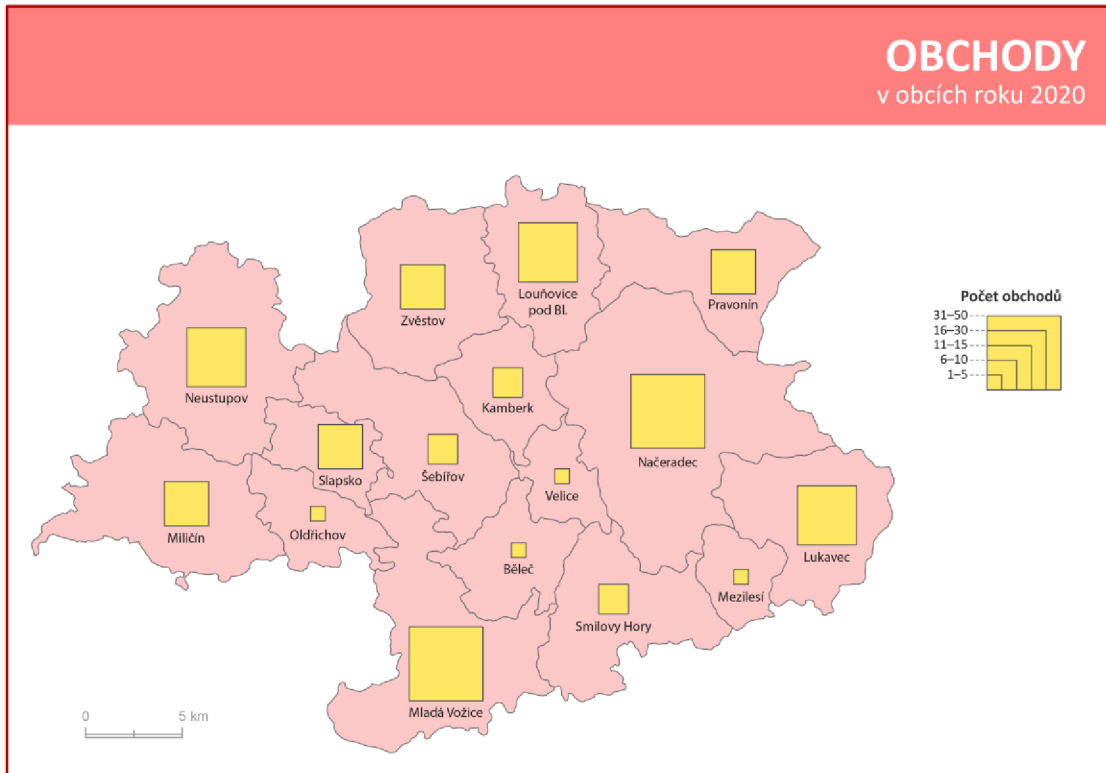 OBCHODY
v obcích roku 2020
Louňovice
pod Bl.
Pravonín
Zvěstov
Počet obchodů
31–50
16–30
11–15
6–10
1–5
Neustupov
Kamberk
Načeradec
Slapsko
Šebířov
Velice
Miličín
Oldřichov
Běleč
Lukavec
Mezilesí
Smilovy Hory
Mladá Vožice
0 5 km